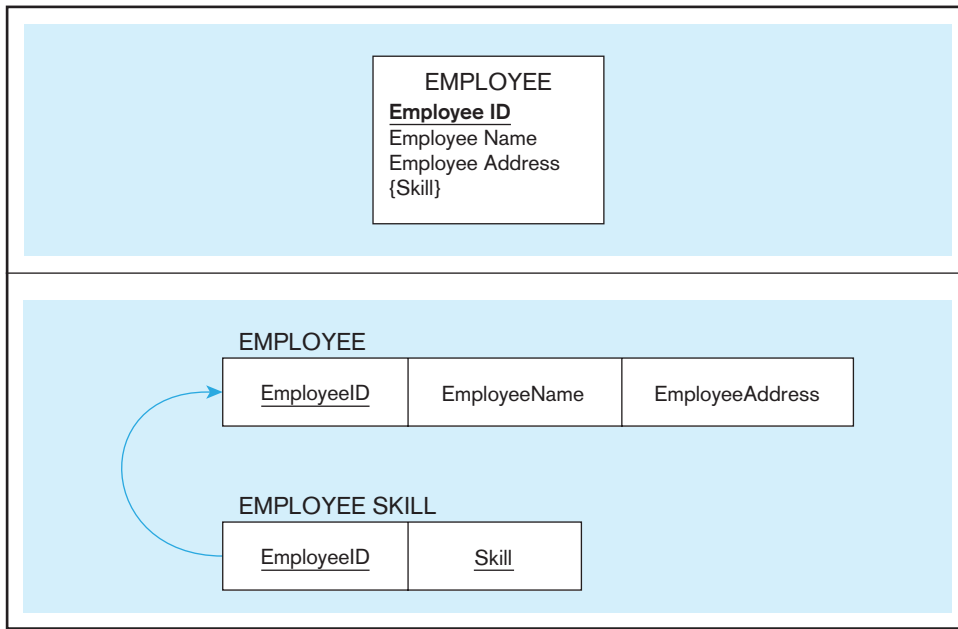 EMPLOYEE
Employee ID
Employee Name
Employee Address
{Skill}
EMPLOYEE
EmployeeID EmployeeName EmployeeAddress
EMPLOYEE SKILL
EmployeeID Skill